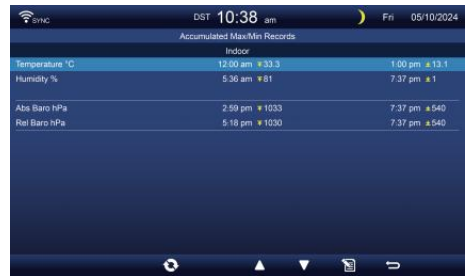 SYNC DST 10:38 am Fri 05/10/2024
Accumulated Max/Min Records
Indoor
Temperature °C 12:00 am 33.3 1:00 pm 13.1
Humidity % 5:36 am 81 7:37 pm 1
Abs Baro hPa 2:59 pm 1033 7:37 pm 540
Rel Baro hPa 5:18 pm 1030 7:37 pm 540